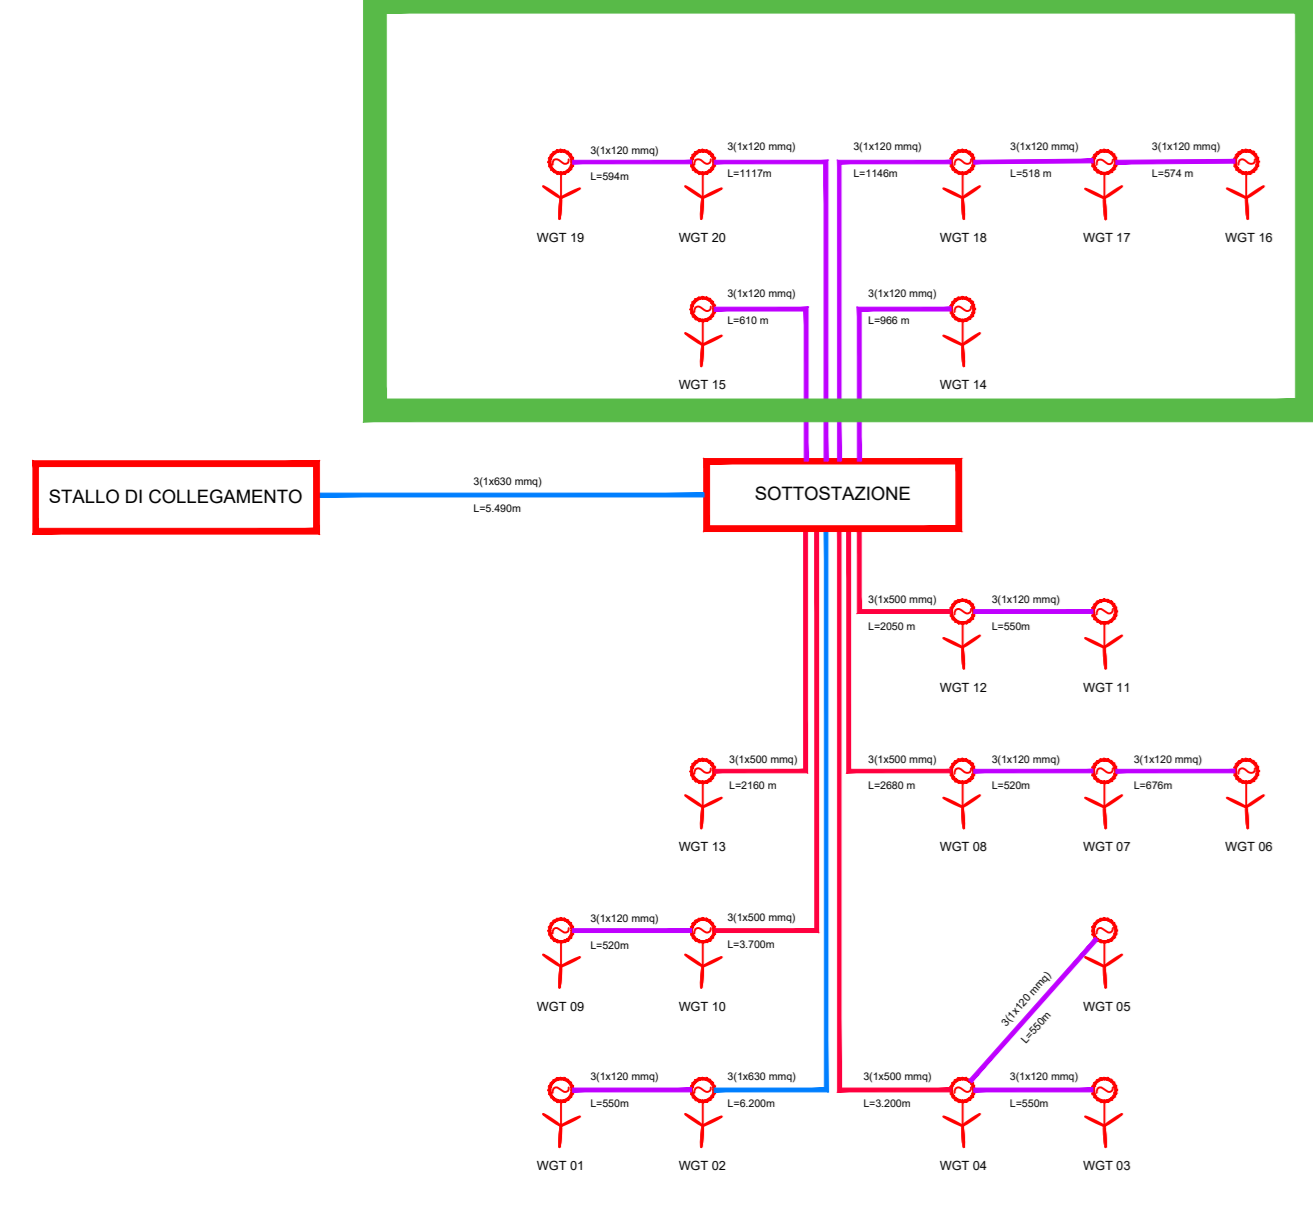 3(1x120 mmq)
L=594m
3(1x120 mmq)
L=1117m
3(1x120 mmq)
L=1146m
3(1x120 mmq)
L=518 m
3(1x120 mmq)
L=574 m
WGT 19
WGT 20
WGT 18
WGT 17
WGT 16
3(1x120 mmq)
L=610 m
3(1x120 mmq)
L=966 m
WGT 15
WGT 14
STALLO DI COLLEGAMENTO
3(1x630 mmq)
L=5.490m
SOTTOSTAZIONE
3(1x500 mmq)
L=2050 m
3(1x120 mmq)
L=550m
WGT 12
WGT 11
3(1x500 mmq)
L=2160 m
3(1x500 mmq)
L=2680 m
3(1x120 mmq)
L=520m
3(1x120 mmq)
L=676m
WGT 13
WGT 08
WGT 07
WGT 06
3(1x120 mmq)
L=520m
3(1x500 mmq)
L=3.700m
WGT 09
WGT 10
3(1x120 mmq)
L=550m
WGT 05
3(1x120 mmq)
L=550m
3(1x630 mmq)
L=6.200m
3(1x500 mmq)
L=3.200m
3(1x120 mmq)
L=550m
WGT 01
WGT 02
WGT 04
WGT 03